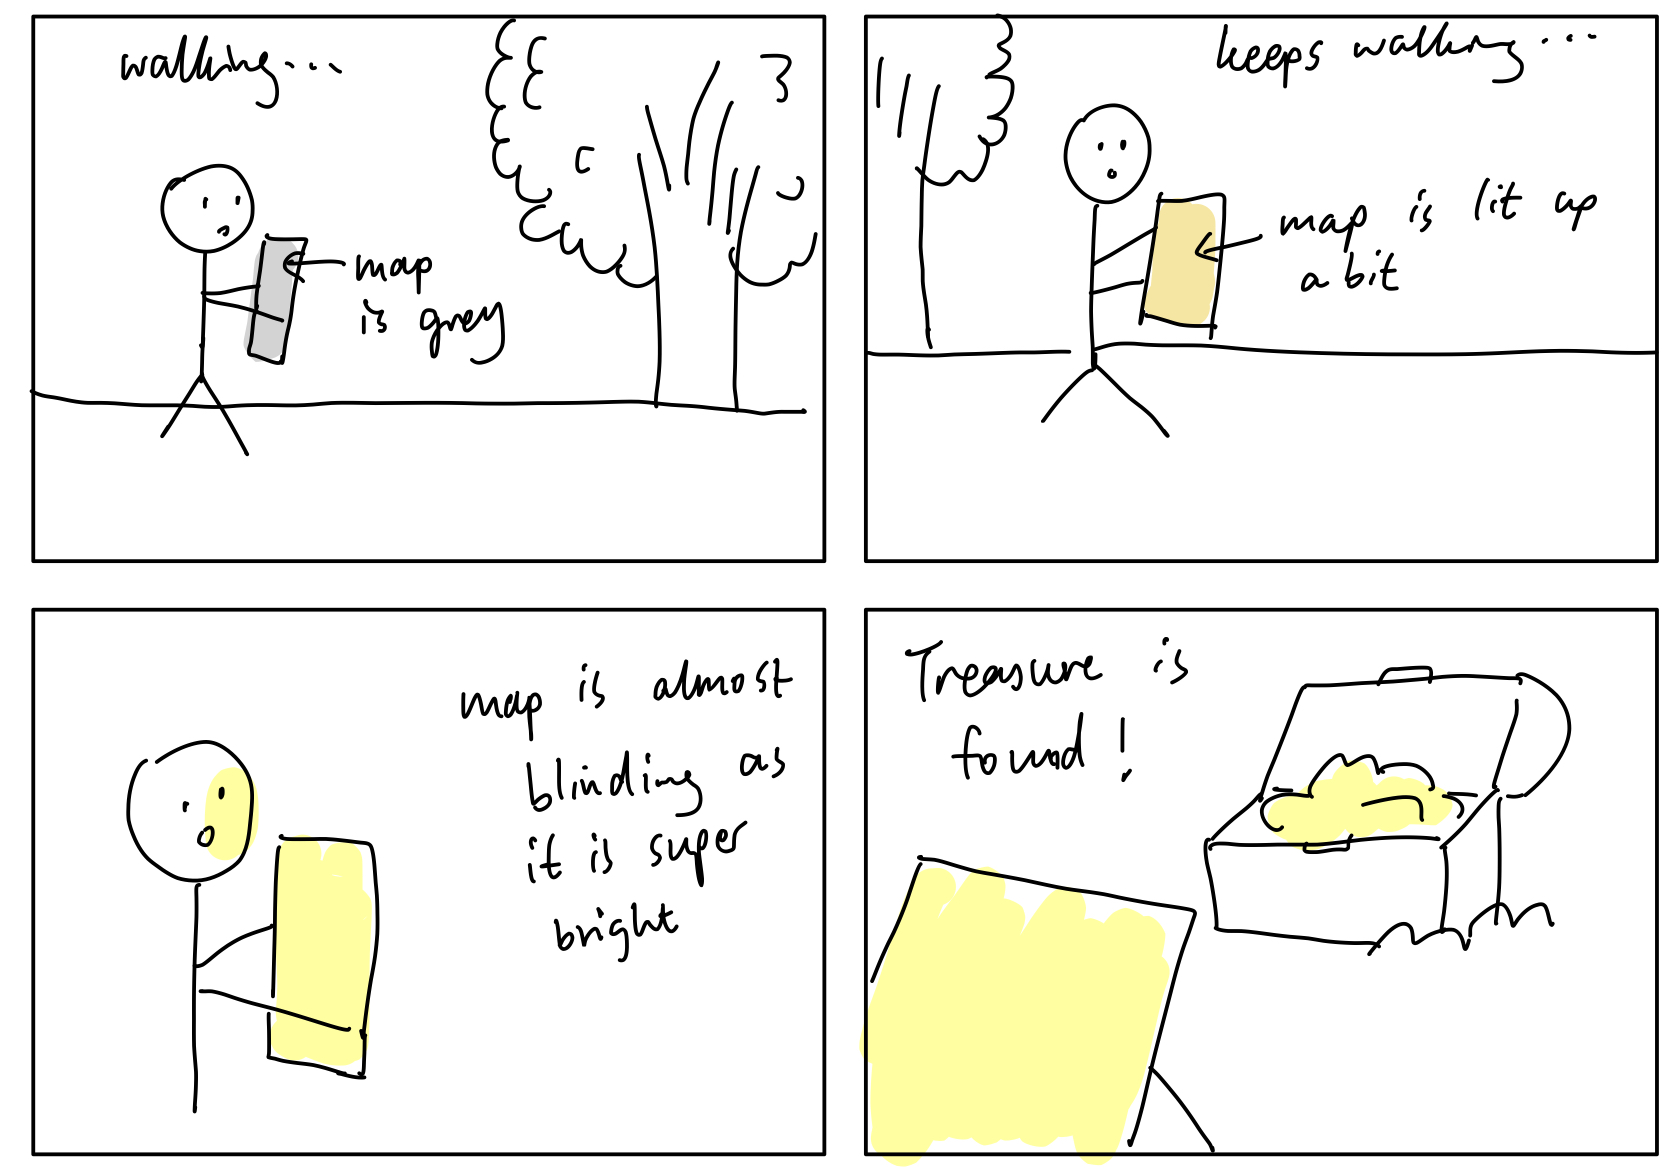 walking...
map
is grey
keeps walking...
map is lit up
a bit
map is almost
blinding as
it is super
bright
Treasure is
found!